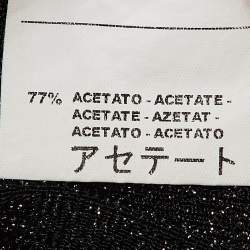 77% ACETATO - ACETATE -
ACETATE - AZETAT -
ACETATO - ACETATO
アセテート